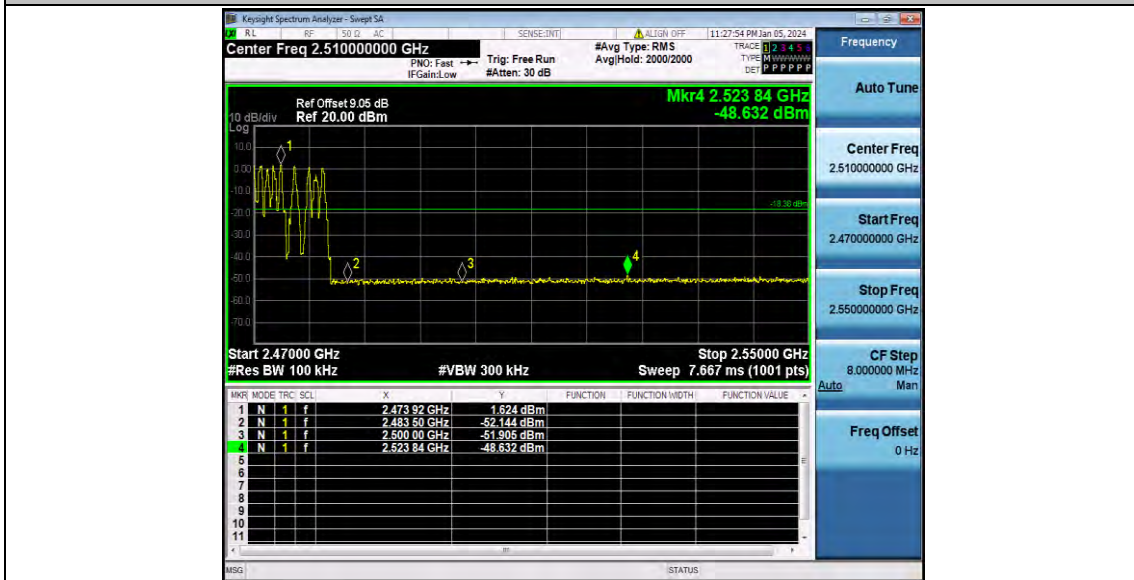 Keysight Spectrum Analyzer - Swept SA
RL RF 50 Ω AC SENSE:INT ALIGN OFF 11:27:54 PM Jan 05, 2024
Center Freq 2.510000000 GHz
PNO: Fast
IFGain:Low
Trig: Free Run
#Atten: 30 dB
#Avg Type: RMS
Avg|Hold: 2000/2000
TRACE 1 2 3 4 5 6
TYPE M
DET P P P P P P
Frequency
Auto Tune
Center Freq
2.510000000 GHz
Start Freq
2.470000000 GHz
Stop Freq
2.550000000 GHz
CF Step
8.000000 MHz
Auto Man
Freq Offset
0 Hz
Mkr4 2.523 84 GHz
-48.632 dBm
Ref Offset 9.05 dB
10 dB/div Ref 20.00 dBm
Log
10.0
0.00
-10.0
-20.0
-30.0
-40.0
-50.0
-60.0
-70.0
1
2
3
4
-18.38 dBm
Start 2.47000 GHz Stop 2.55000 GHz
#Res BW 100 kHz #VBW 300 kHz Sweep 7.667 ms (1001 pts)
MKR MODE TRC SCL X Y FUNCTION FUNCTION WIDTH FUNCTION VALUE
1 N 1 f 2.473 92 GHz 1.624 dBm
2 N 1 f 2.483 50 GHz -52.144 dBm
3 N 1 f 2.500 00 GHz -51.905 dBm
4 N 1 f 2.523 84 GHz -48.632 dBm
5
6
7
8
9
10
11
MSG STATUS